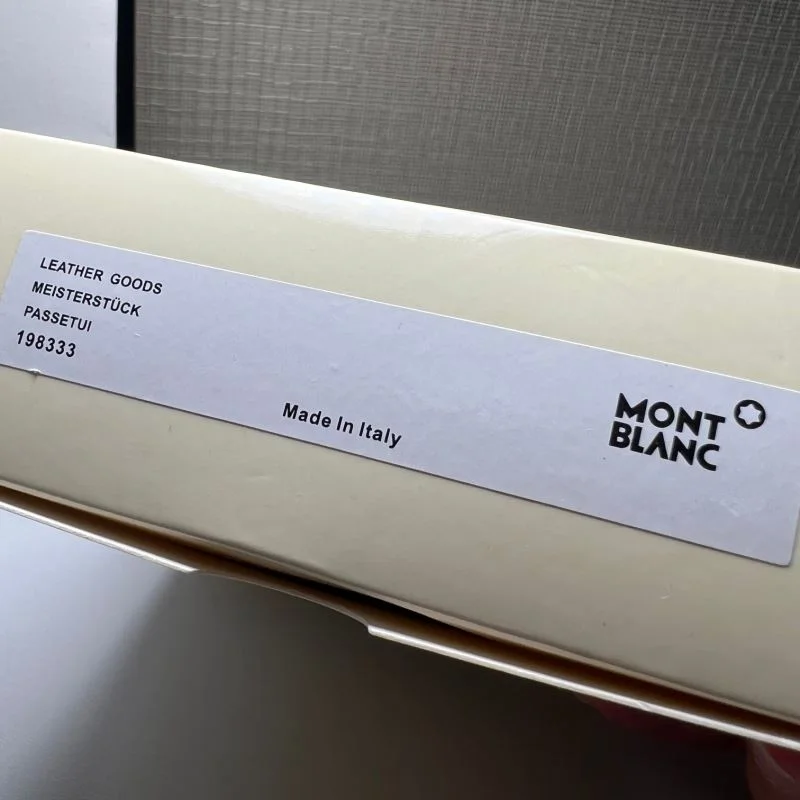 LEATHER GOODS
MEISTERSTÜCK
PASSETUI
198333
Made In Italy
MONT
BLANC